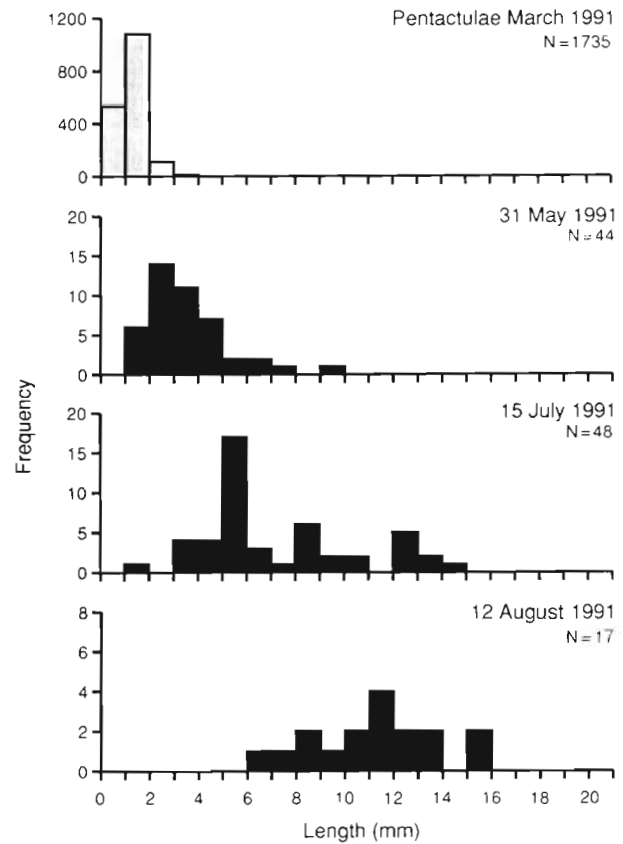 Pentactulae March 1991
N=1735
1200
800
400
0
31 May 1991
N=44
20
15
10
5
0
15 July 1991
N=48
20
15
10
5
0
12 August 1991
N=17
8
6
4
2
0
0 2 4 6 8 10 12 14 16 18 20
Frequency
Length (mm)